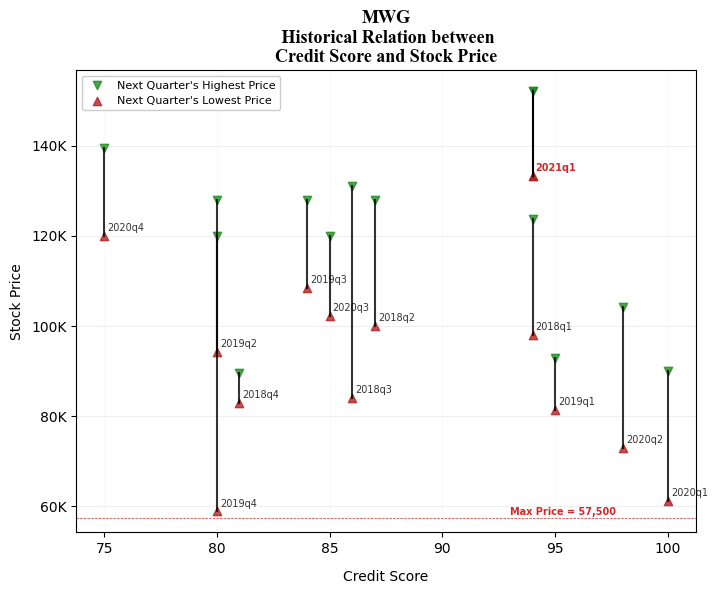 MWG
Historical Relation between
Credit Score and Stock Price
Next Quarter's Highest Price
Next Quarter's Lowest Price
2021q1
2020q4
2019q3
2020q3
2018q2
2018q1
2019q2
2018q4
2018q3
2019q1
2020q2
2019q4
2020q1
Max Price = 57,500
140K
120K
100K
80K
60K
Stock Price
75 80 85 90 95 100
Credit Score